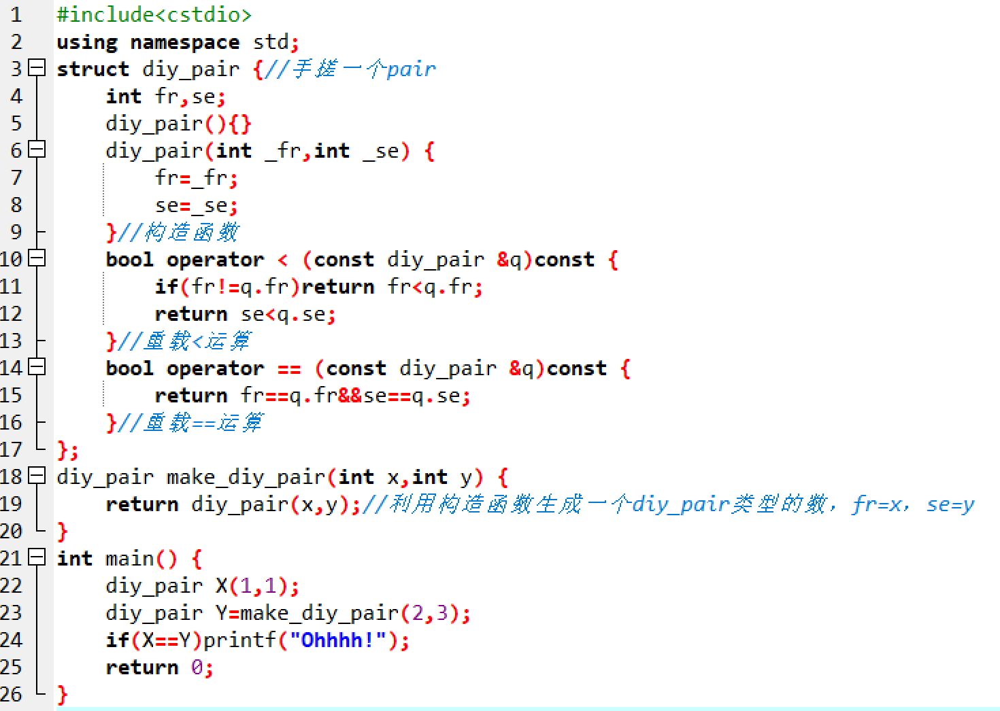 1 #include<cstdio>
2 using namespace std;
3 struct diy_pair {//手搓一个pair
4 int fr,se;
5 diy_pair(){}
6 diy_pair(int _fr,int _se) {
7 fr=_fr;
8 se=_se;
9 }//构造函数
10 bool operator < (const diy_pair &q)const {
11 if(fr!=q.fr)return fr<q.fr;
12 return se<q.se;
13 }//重载<运算
14 bool operator == (const diy_pair &q)const {
15 return fr==q.fr&&se==q.se;
16 }//重载==运算
17 };
18 diy_pair make_diy_pair(int x,int y) {
19 return diy_pair(x,y);//利用构造函数生成一个diy_pair类型的数，fr=x，se=y
20 }
21 int main() {
22 diy_pair X(1,1);
23 diy_pair Y=make_diy_pair(2,3);
24 if(X==Y)printf("Ohhhh!");
25 return 0;
26 }